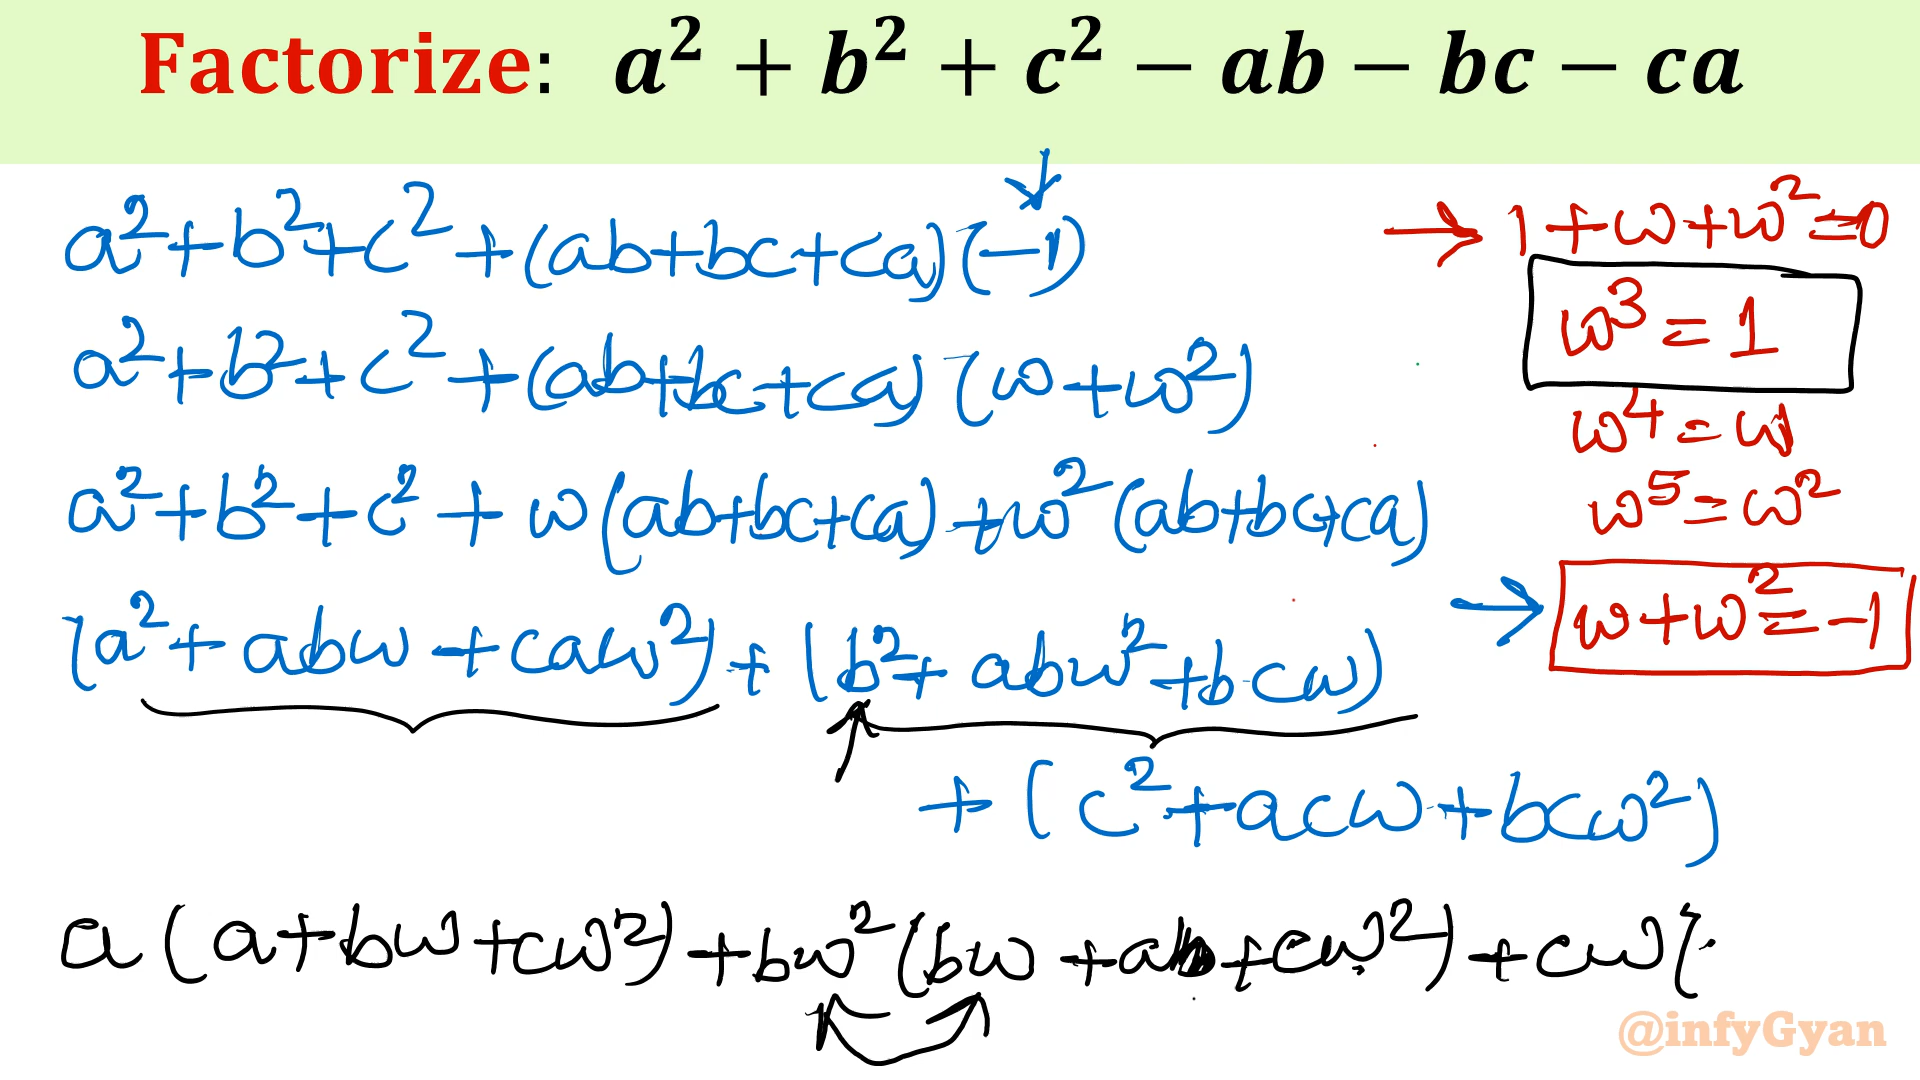 Factorize: a² + b² + c² − ab − bc − ca
a²+b²+c²+(ab+bc+ca)(−1)
a²+b²+c²+(ab+bc+ca)(ω+ω²)
a²+b²+c²+ω(ab+bc+ca)+ω²(ab+bc+ca)
(a²+abω+caω²)+(b²+abω²+bcω)
+(c²+acω+bcω²)
a(a+bω+cω²)+bω²(bω+a+cω²)+cω(
→ 1+ω+ω²=0
ω³=1
ω⁴=ω
ω⁵=ω²
→ ω+ω²=−1
@infyGyan